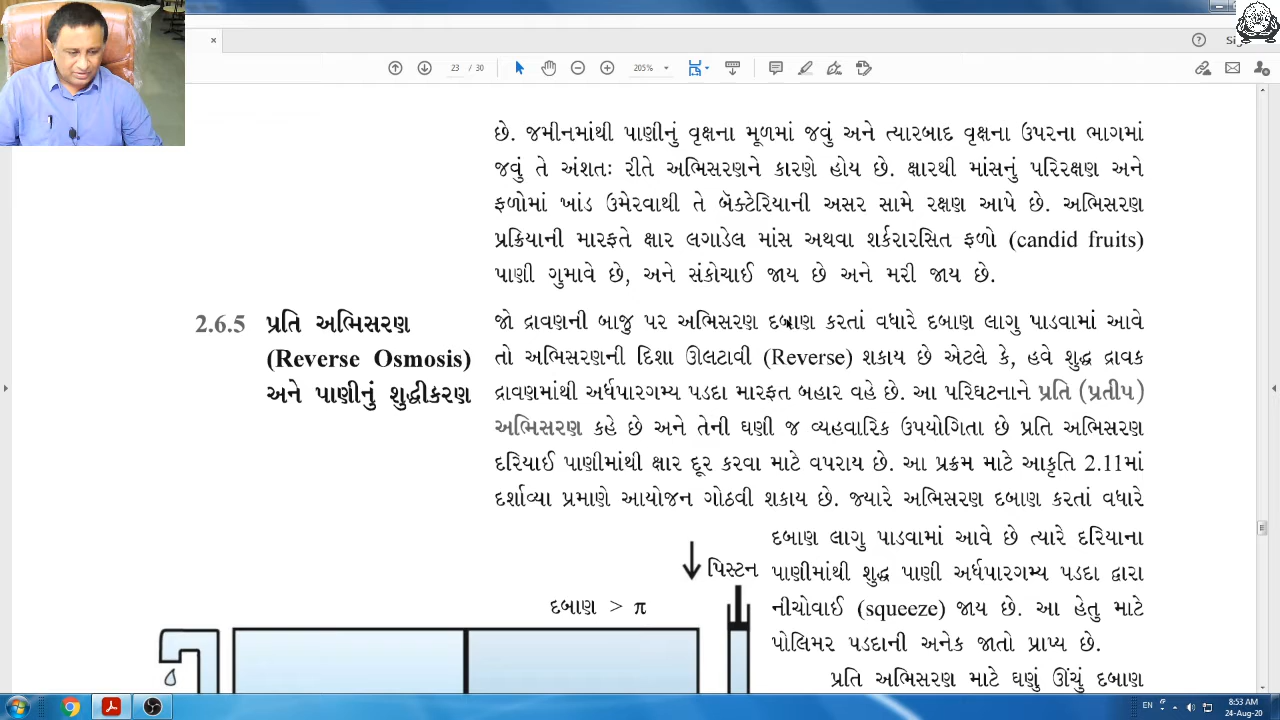 23 / 30
205%
છે. જમીનમાંથી પાણીનું વૃક્ષના મૂળમાં જવું અને ત્યારબાદ વૃક્ષના ઉપરના ભાગમાં
જવું તે અંશતઃ રીતે અભિસરણને કારણે હોય છે. ક્ષારથી માંસનું પરિરક્ષણ અને
ફળોમાં ખાંડ ઉમેરવાથી તે બૅક્ટેરિયાની અસર સામે રક્ષણ આપે છે. અભિસરણ
પ્રક્રિયાની મારફતે ક્ષાર લગાડેલ માંસ અથવા શર્કરારસિત ફળો (candid fruits)
પાણી ગુમાવે છે, અને સંકોચાઈ જાય છે અને મરી જાય છે.
2.6.5 પ્રતિ અભિસરણ
(Reverse Osmosis)
અને પાણીનું શુદ્ધીકરણ
જો દ્રાવણની બાજુ પર અભિસરણ દબાણ કરતાં વધારે દબાણ લાગુ પાડવામાં આવે
તો અભિસરણની દિશા ઊલટાવી (Reverse) શકાય છે એટલે કે, હવે શુદ્ધ દ્રાવક
દ્રાવણમાંથી અર્ધપારગમ્ય પડદા મારફત બહાર વહે છે. આ પરિઘટનાને પ્રતિ (પ્રતીપ)
અભિસરણ કહે છે અને તેની ઘણી જ વ્યહવારિક ઉપયોગિતા છે પ્રતિ અભિસરણ
દરિયાઈ પાણીમાંથી ક્ષાર દૂર કરવા માટે વપરાય છે. આ પ્રક્રમ માટે આકૃતિ 2.11માં
દર્શાવ્યા પ્રમાણે આયોજન ગોઠવી શકાય છે. જ્યારે અભિસરણ દબાણ કરતાં વધારે
દબાણ લાગુ પાડવામાં આવે છે ત્યારે દરિયાના
પાણીમાંથી શુદ્ધ પાણી અર્ધપારગમ્ય પડદા દ્વારા
નીચોવાઈ (squeeze) જાય છે. આ હેતુ માટે
પોલિમર પડદાની અનેક જાતો પ્રાપ્ય છે.
પ્રતિ અભિસરણ માટે ઘણું ઊંચું દબાણ
પિસ્ટન
દબાણ > π
EN
8:53 AM
24-Aug-20